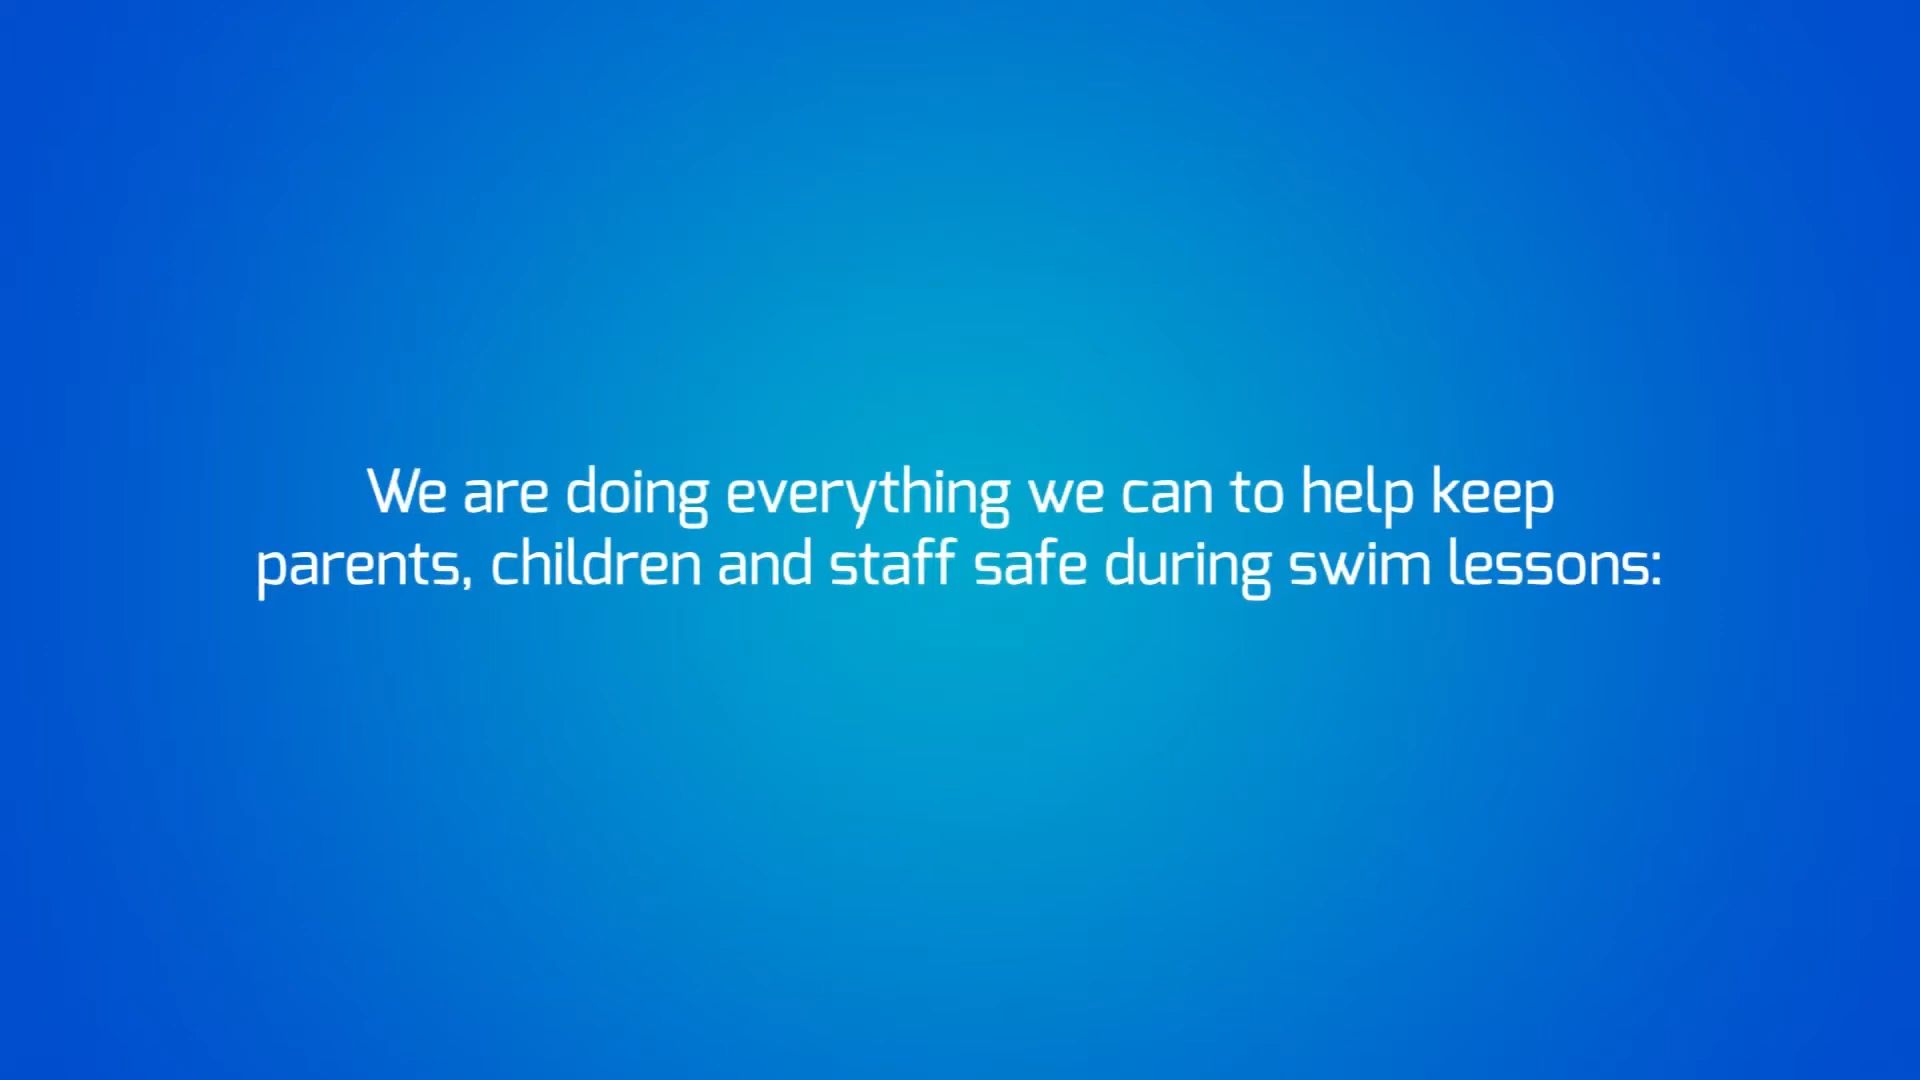 We are doing everything we can to help keep
parents, children and staff safe during swim lessons: